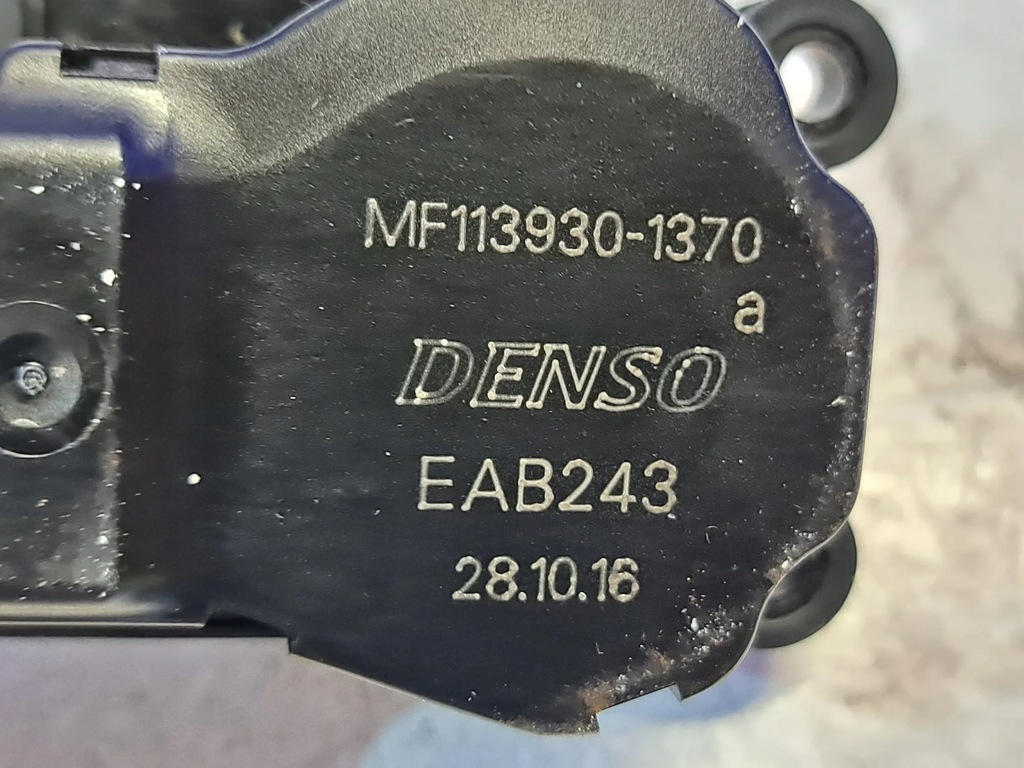 MF113930-1370
a
DENSO
EAB243
28.10.16